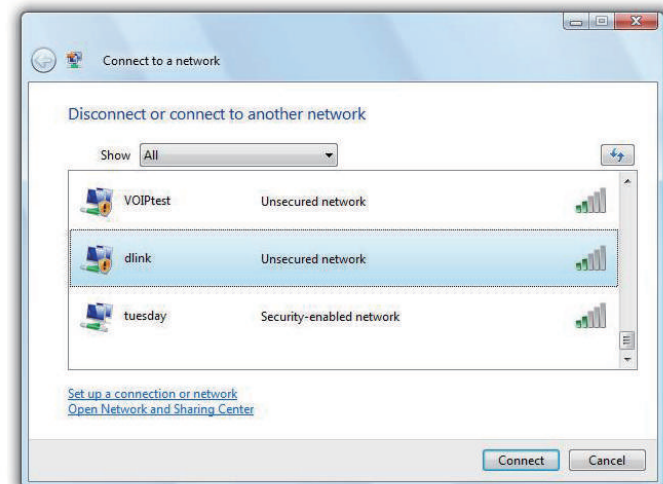 Connect to a network
Disconnect or connect to another network
Show All
VOIPtest Unsecured network
dlink Unsecured network
tuesday Security-enabled network
Set up a connection or network
Open Network and Sharing Center
Connect Cancel